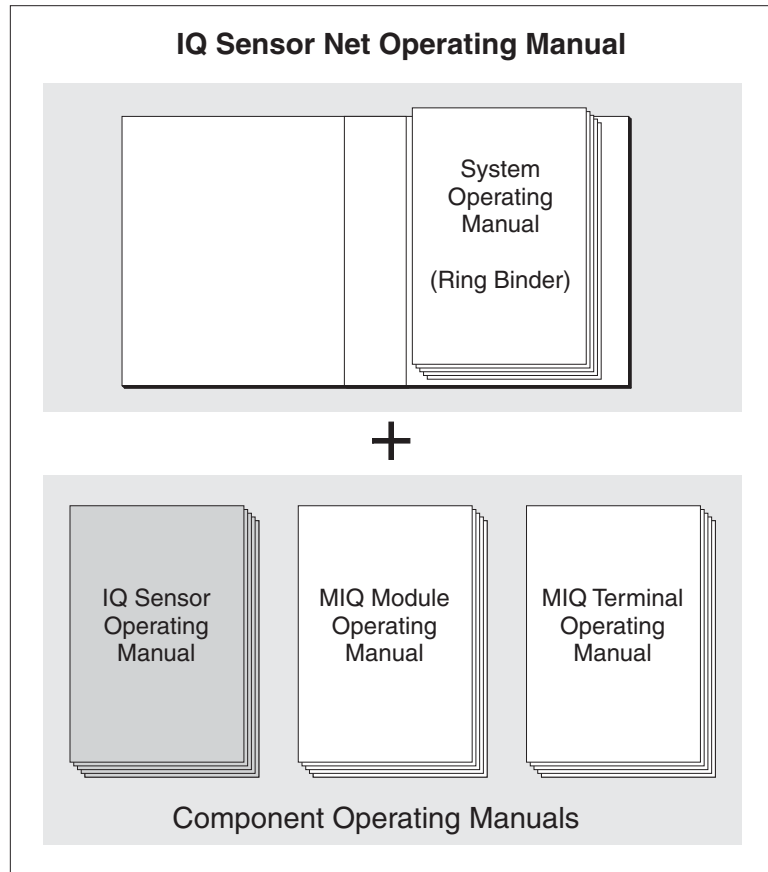 IQ Sensor Net Operating Manual
System
Operating
Manual
(Ring Binder)
+
IQ Sensor
Operating
Manual
MIQ Module
Operating
Manual
MIQ Terminal
Operating
Manual
Component Operating Manuals